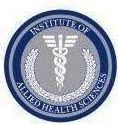 INSTITUTE OF
ALLIED HEALTH SCIENCES